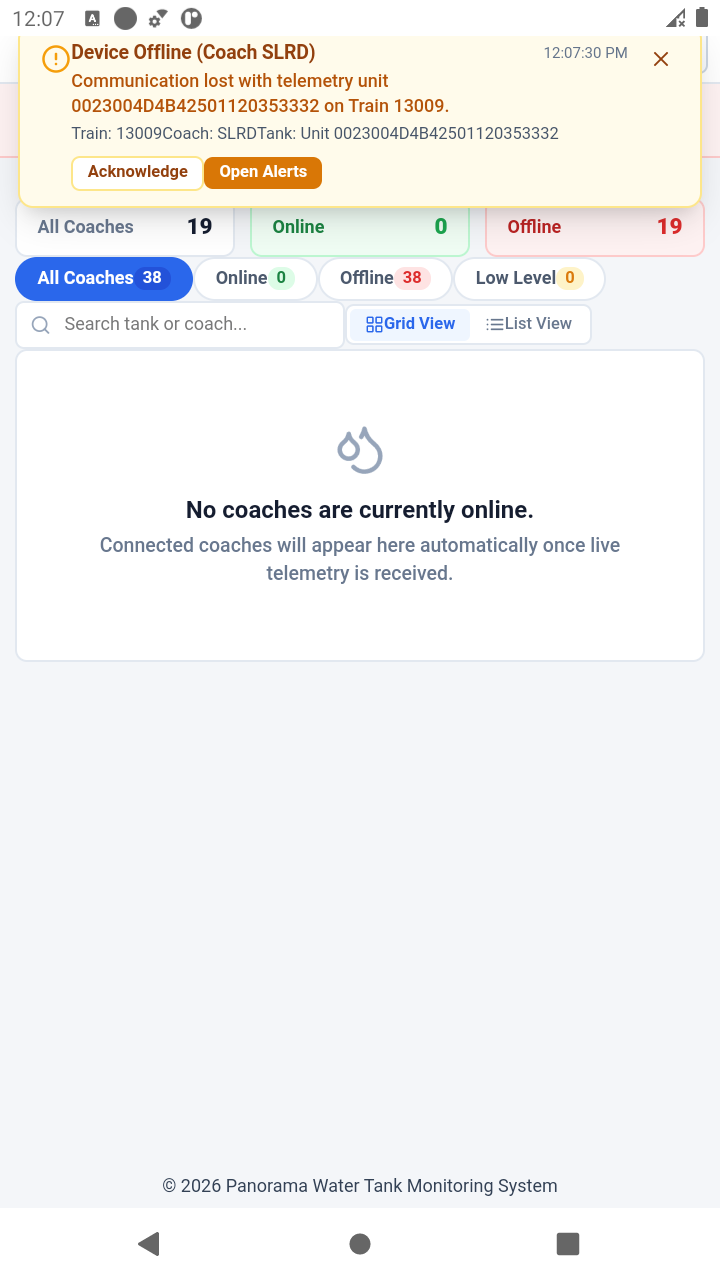 12:07
Device Offline (Coach SLRD) 12:07:30 PM
Communication lost with telemetry unit
0023004D4B42501120353332 on Train 13009.
Train: 13009Coach: SLRDTank: Unit 0023004D4B42501120353332
Acknowledge Open Alerts
All Coaches 19 Online 0 Offline 19
All Coaches 38 Online 0 Offline 38 Low Level 0
Search tank or coach... Grid View List View
No coaches are currently online.
Connected coaches will appear here automatically once live
telemetry is received.
© 2026 Panorama Water Tank Monitoring System